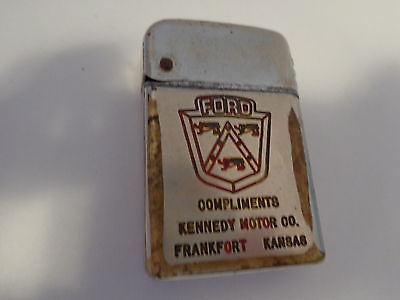 FORD
COMPLIMENTS
KENNEDY MOTOR CO.
FRANKFORT KANSAS